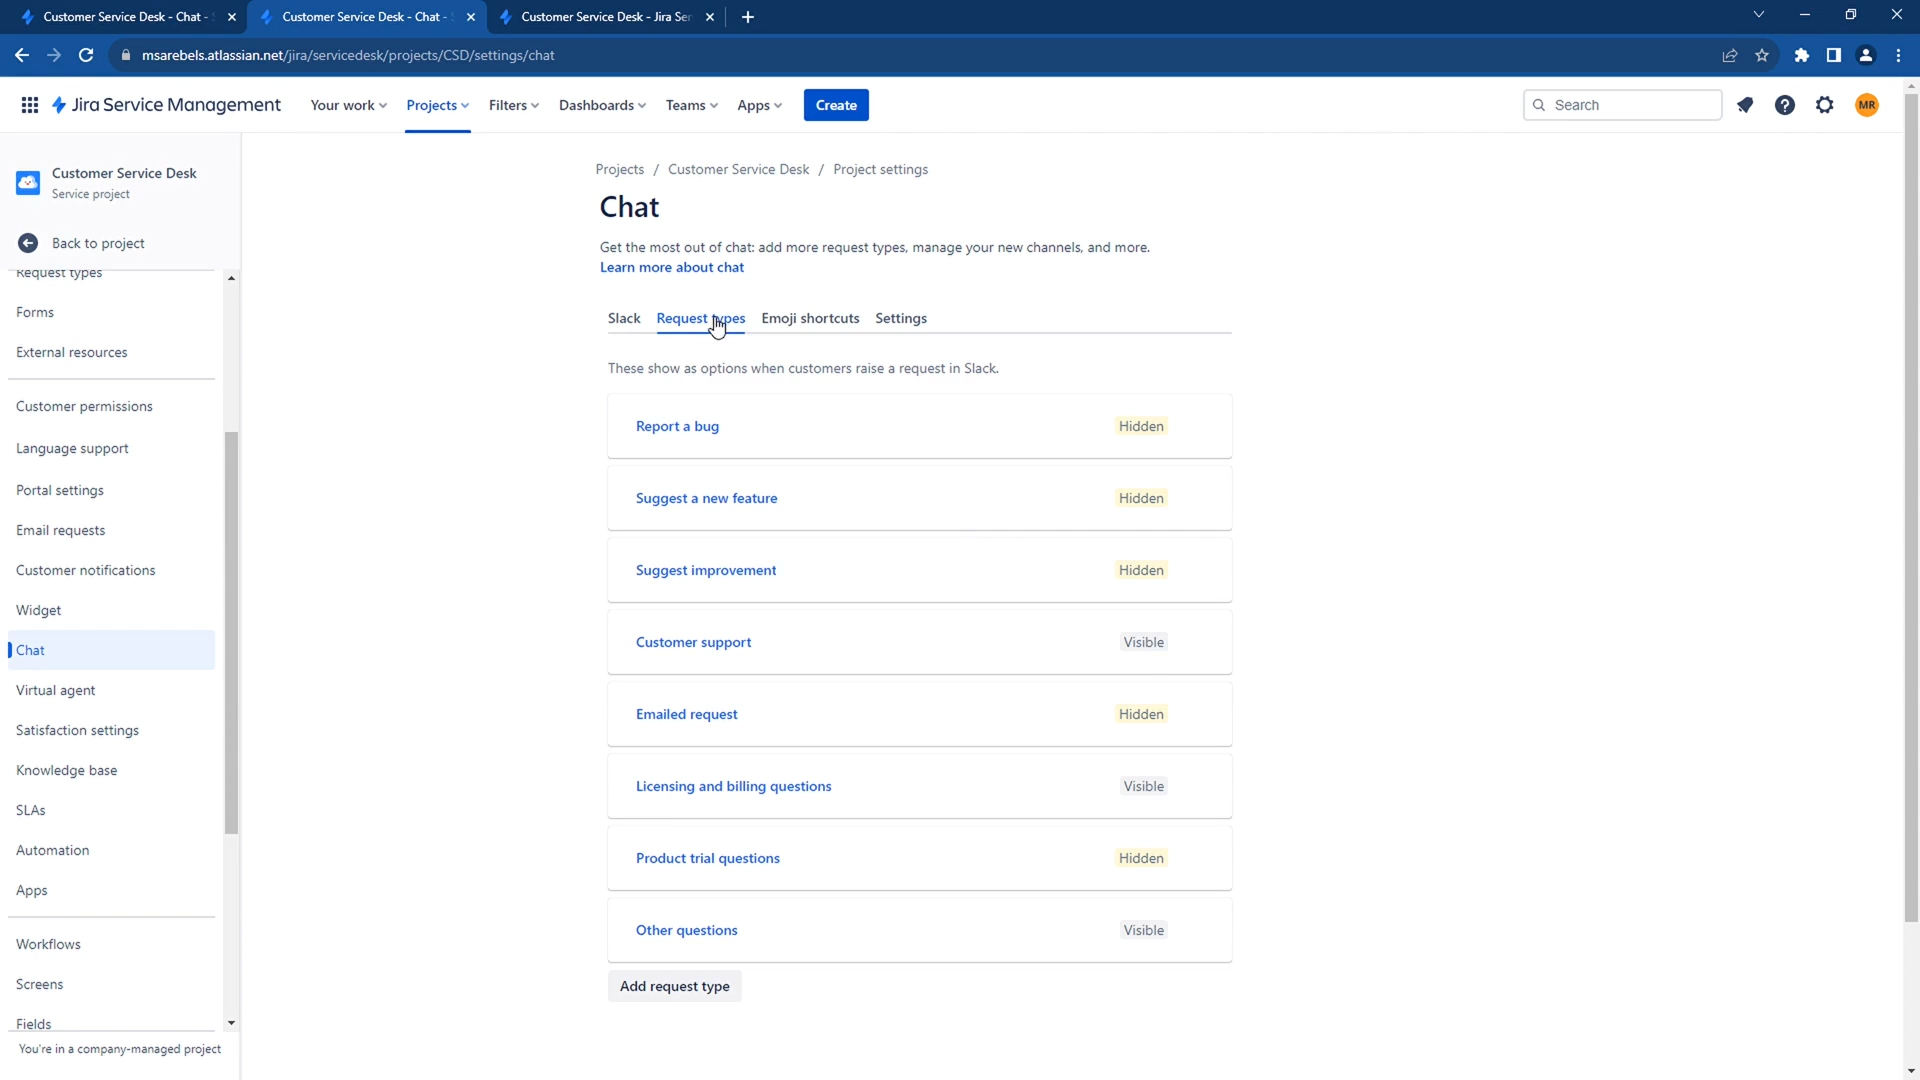 Customer Service Desk - Chat -
Customer Service Desk - Chat - S
Customer Service Desk - Jira Ser
msarebels.atlassian.net/jira/servicedesk/projects/CSD/settings/chat
Jira Service Management
Your work
Projects
Filters
Dashboards
Teams
Apps
Create
Search
MR
Customer Service Desk
Service project
Back to project
Request types
Forms
External resources
Customer permissions
Language support
Portal settings
Email requests
Customer notifications
Widget
Chat
Virtual agent
Satisfaction settings
Knowledge base
SLAs
Automation
Apps
Workflows
Screens
Fields
You're in a company-managed project
Projects / Customer Service Desk / Project settings
Chat
Get the most out of chat: add more request types, manage your new channels, and more.
Learn more about chat
Slack Request types Emoji shortcuts Settings
These show as options when customers raise a request in Slack.
Report a bug Hidden
Suggest a new feature Hidden
Suggest improvement Hidden
Customer support Visible
Emailed request Hidden
Licensing and billing questions Visible
Product trial questions Hidden
Other questions Visible
Add request type